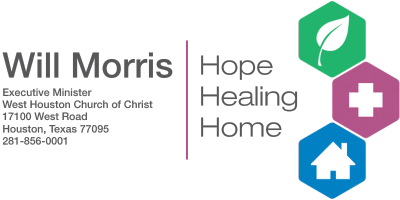 Will Morris
Executive Minister
West Houston Church of Christ
17100 West Road
Houston, Texas 77095
281-856-0001
Hope
Healing
Home